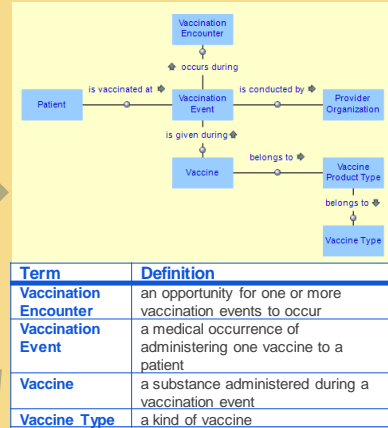 Vaccination
Encounter
occurs during
is vaccinated at
is conducted by
Patient
Vaccination
Event
Provider
Organization
is given during
belongs to
Vaccine
Vaccine
Product Type
belongs to
Vaccine Type
Term Definition
Vaccination an opportunity for one or more
Encounter vaccination events to occur
Vaccination a medical occurrence of
Event administering one vaccine to a
patient
Vaccine a substance administered during a
vaccination event
Vaccine Type a kind of vaccine